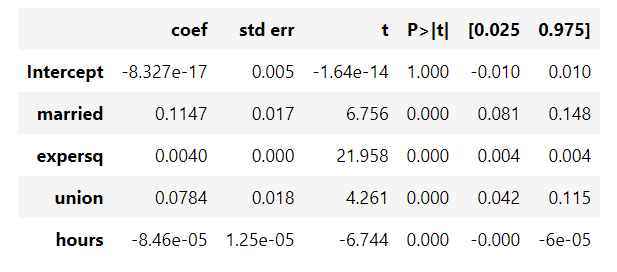 coef std err t P>|t| [0.025 0.975]
Intercept -8.327e-17 0.005 -1.64e-14 1.000 -0.010 0.010
married 0.1147 0.017 6.756 0.000 0.081 0.148
expersq 0.0040 0.000 21.958 0.000 0.004 0.004
union 0.0784 0.018 4.261 0.000 0.042 0.115
hours -8.46e-05 1.25e-05 -6.744 0.000 -0.000 -6e-05